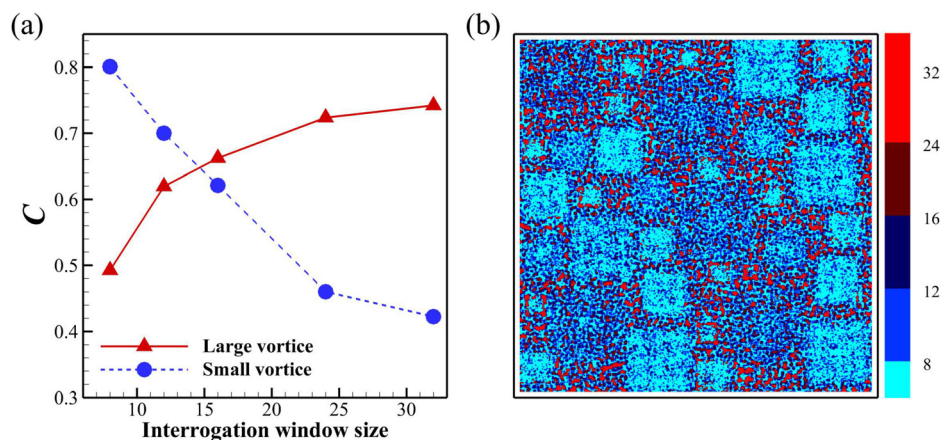 (a)
(b)
0.8
0.7
0.6
0.5
0.4
0.3
C
Large vortice
Small vortice
10 15 20 25 30
Interrogation window size
32
24
16
12
8